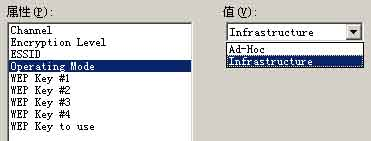 属性(P):
Channel
Encryption Level
ESSID
Operating Mode
WEP Key #1
WEP Key #2
WEP Key #3
WEP Key #4
WEP Key to use
值(V):
Infrastructure
Ad-Hoc
Infrastructure